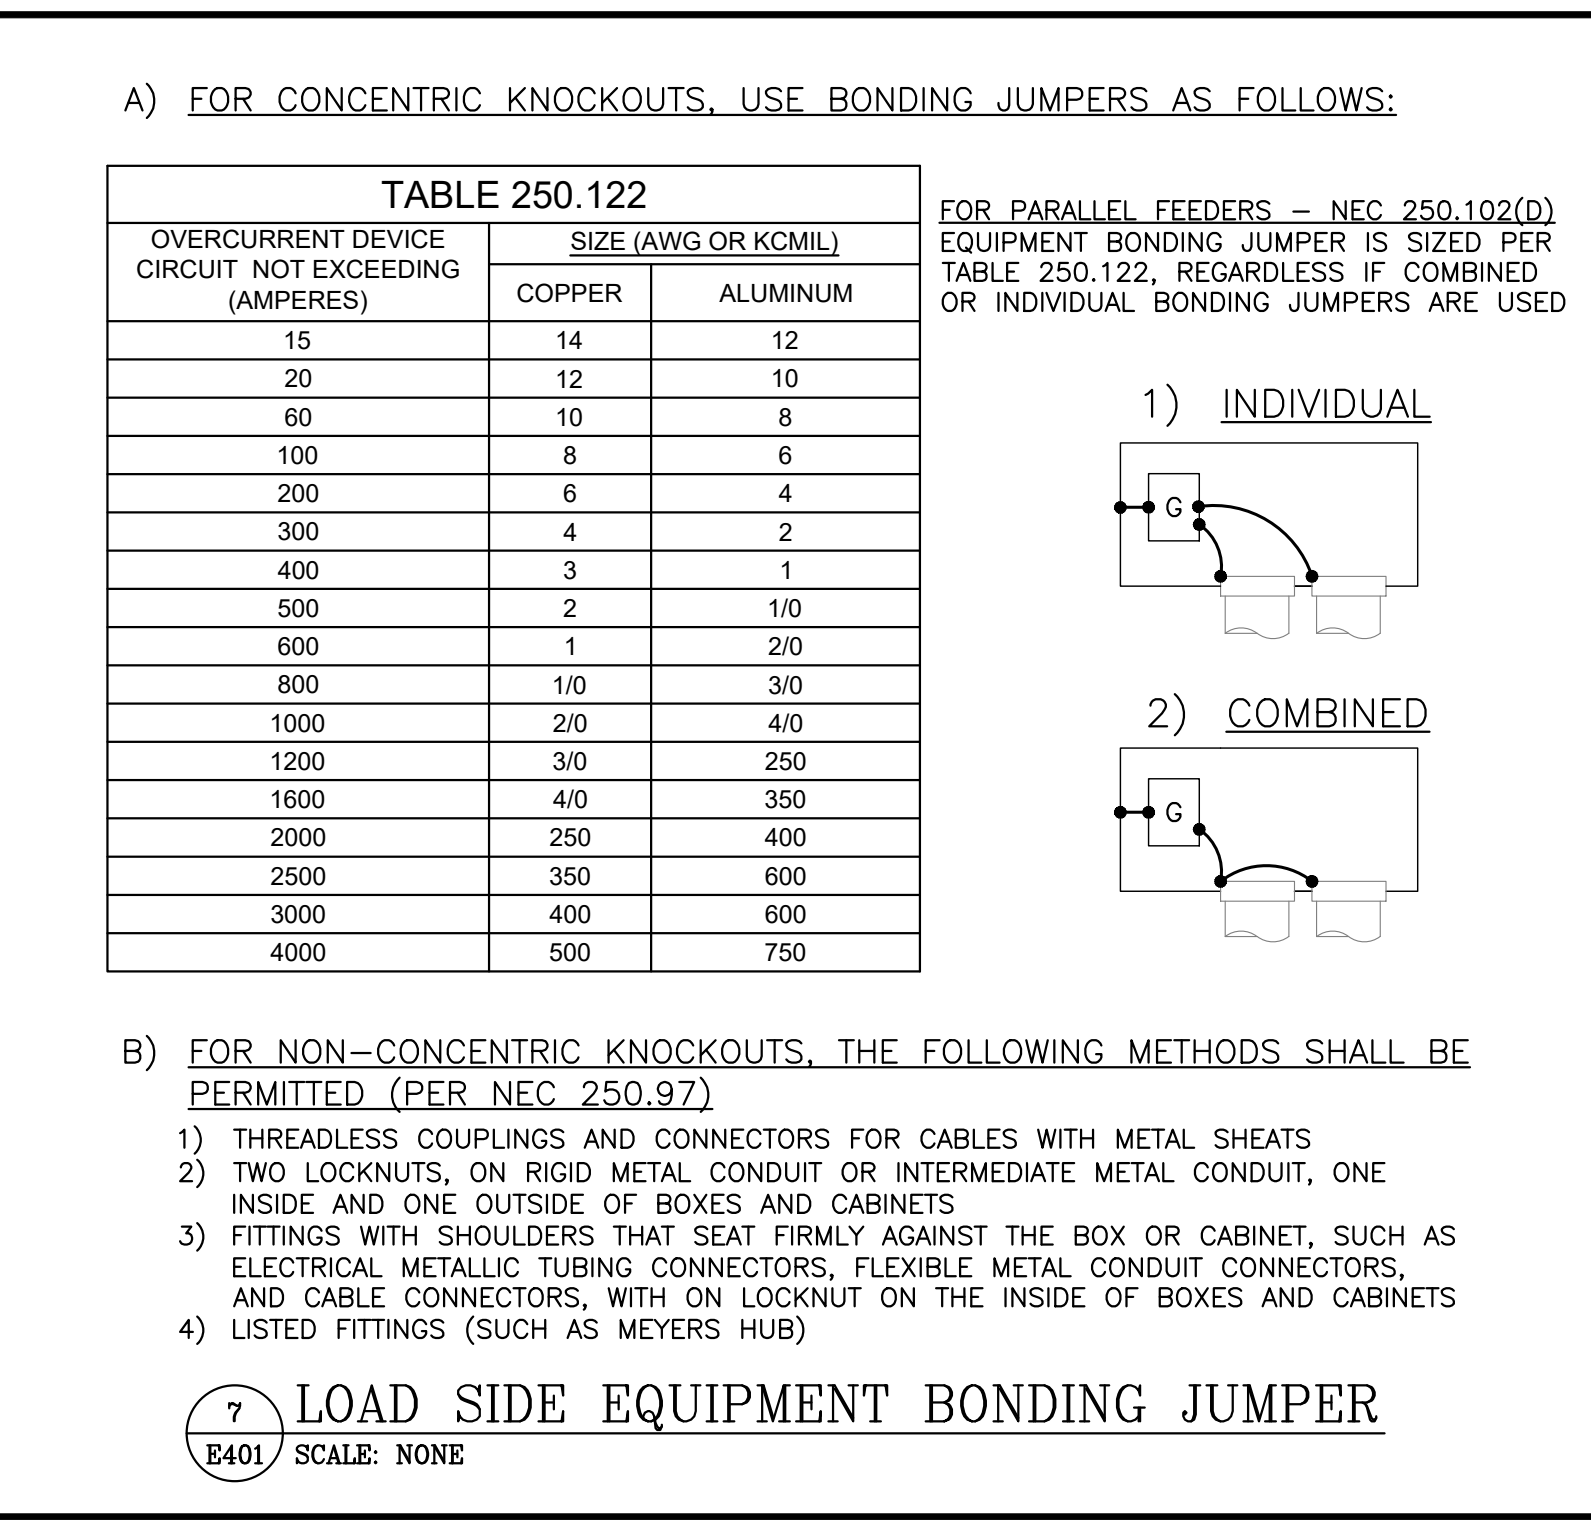 A) FOR CONCENTRIC KNOCKOUTS, USE BONDING JUMPERS AS FOLLOWS:
TABLE 250.122
OVERCURRENT DEVICE
CIRCUIT NOT EXCEEDING
(AMPERES)
SIZE (AWG OR KCMIL)
COPPER ALUMINUM
15 14 12
20 12 10
60 10 8
100 8 6
200 6 4
300 4 2
400 3 1
500 2 1/0
600 1 2/0
800 1/0 3/0
1000 2/0 4/0
1200 3/0 250
1600 4/0 350
2000 250 400
2500 350 600
3000 400 600
4000 500 750
FOR PARALLEL FEEDERS – NEC 250.102(D)
EQUIPMENT BONDING JUMPER IS SIZED PER
TABLE 250.122, REGARDLESS IF COMBINED
OR INDIVIDUAL BONDING JUMPERS ARE USED
1) INDIVIDUAL
G
2) COMBINED
G
B) FOR NON–CONCENTRIC KNOCKOUTS, THE FOLLOWING METHODS SHALL BE
PERMITTED (PER NEC 250.97)
1) THREADLESS COUPLINGS AND CONNECTORS FOR CABLES WITH METAL SHEATS
2) TWO LOCKNUTS, ON RIGID METAL CONDUIT OR INTERMEDIATE METAL CONDUIT, ONE
INSIDE AND ONE OUTSIDE OF BOXES AND CABINETS
3) FITTINGS WITH SHOULDERS THAT SEAT FIRMLY AGAINST THE BOX OR CABINET, SUCH AS
ELECTRICAL METALLIC TUBING CONNECTORS, FLEXIBLE METAL CONDUIT CONNECTORS,
AND CABLE CONNECTORS, WITH ON LOCKNUT ON THE INSIDE OF BOXES AND CABINETS
4) LISTED FITTINGS (SUCH AS MEYERS HUB)
7 LOAD SIDE EQUIPMENT BONDING JUMPER
E401 SCALE: NONE